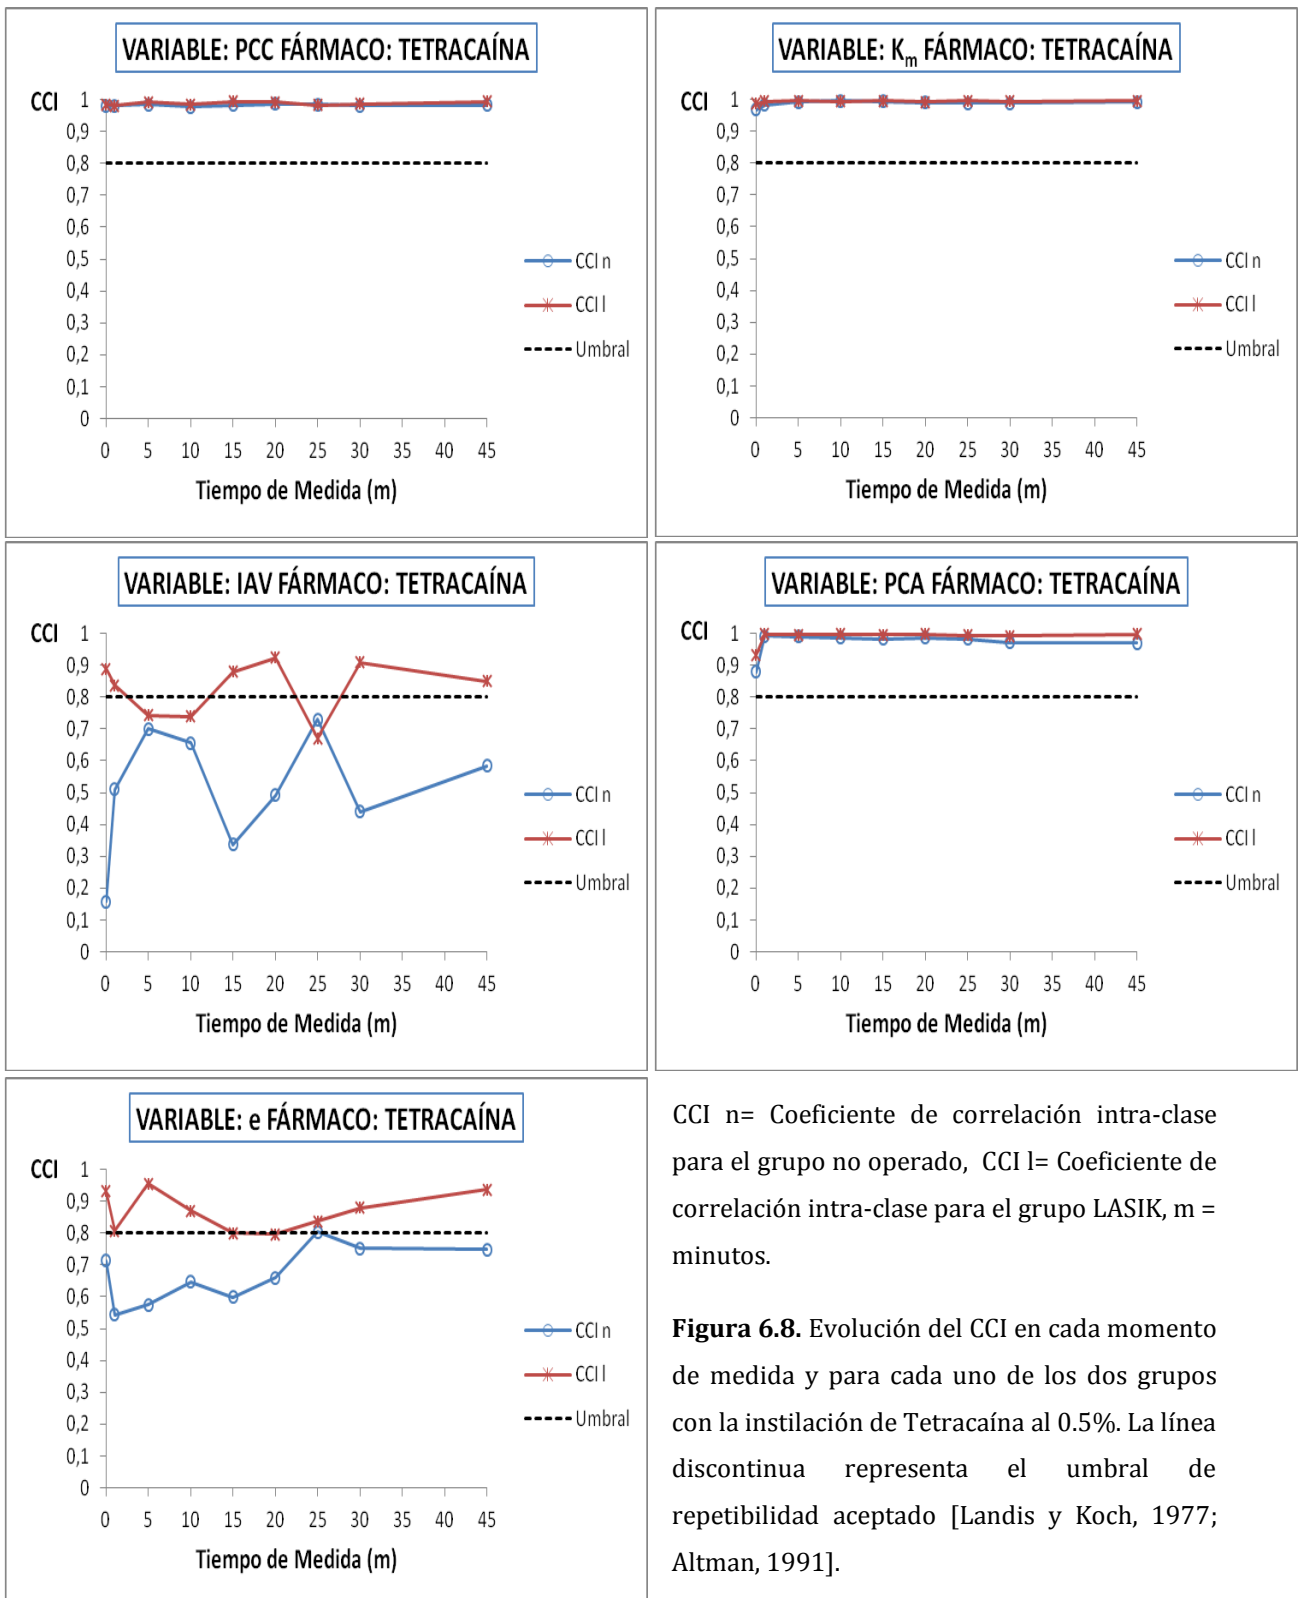 VARIABLE: PCC FÁRMACO: TETRACAÍNA
CCI
1
0,9
0,8
0,7
0,6
0,5
0,4
0,3
0,2
0,1
0
0 5 10 15 20 25 30 35 40 45
Tiempo de Medida (m)
CCI n
CCI l
Umbral
VARIABLE: Km FÁRMACO: TETRACAÍNA
CCI
1
0,9
0,8
0,7
0,6
0,5
0,4
0,3
0,2
0,1
0
0 5 10 15 20 25 30 35 40 45
Tiempo de Medida (m)
CCI n
CCI l
Umbral
VARIABLE: IAV FÁRMACO: TETRACAÍNA
CCI
1
0,9
0,8
0,7
0,6
0,5
0,4
0,3
0,2
0,1
0
0 5 10 15 20 25 30 35 40 45
Tiempo de Medida (m)
CCI n
CCI l
Umbral
VARIABLE: PCA FÁRMACO: TETRACAÍNA
CCI
1
0,9
0,8
0,7
0,6
0,5
0,4
0,3
0,2
0,1
0
0 5 10 15 20 25 30 35 40 45
Tiempo de Medida (m)
CCI n
CCI l
Umbral
VARIABLE: e FÁRMACO: TETRACAÍNA
CCI
1
0,9
0,8
0,7
0,6
0,5
0,4
0,3
0,2
0,1
0
0 5 10 15 20 25 30 35 40 45
Tiempo de Medida (m)
CCI n
CCI l
Umbral
CCI n= Coeficiente de correlación intra-clase
para el grupo no operado, CCI l= Coeficiente de
correlación intra-clase para el grupo LASIK, m =
minutos.
Figura 6.8. Evolución del CCI en cada momento
de medida y para cada uno de los dos grupos
con la instilación de Tetracaína al 0.5%. La línea
discontinua representa el umbral de
repetibilidad aceptado [Landis y Koch, 1977;
Altman, 1991].